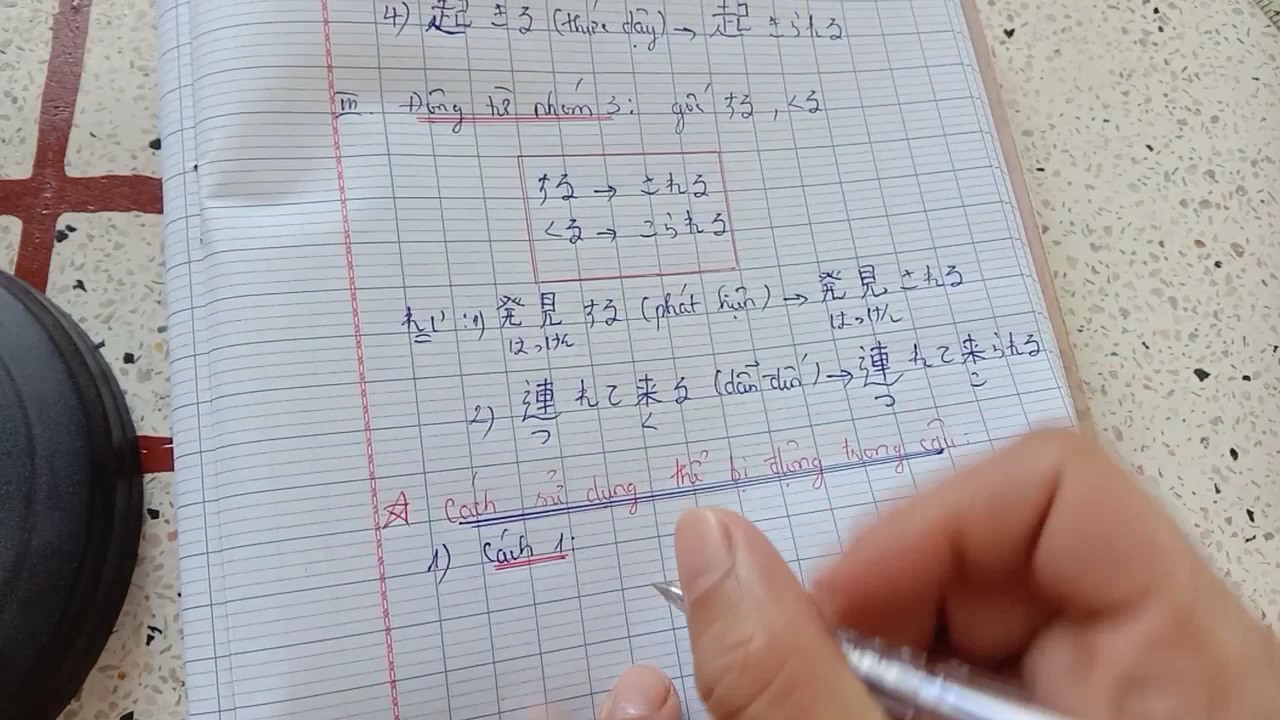 4) 起きる (thức dậy) → 起きられる
III. Động từ nhóm 3: gồm する, くる
する → される
くる → こられる
れい: 1) 発見する (phát hiện) → 発見される
はっけん はっけん
2) 連れて来る (dẫn đến) → 連れて来られる
つ く つ こ
☆ Cách sử dụng thể bị động trong câu:
1) Cách 1: